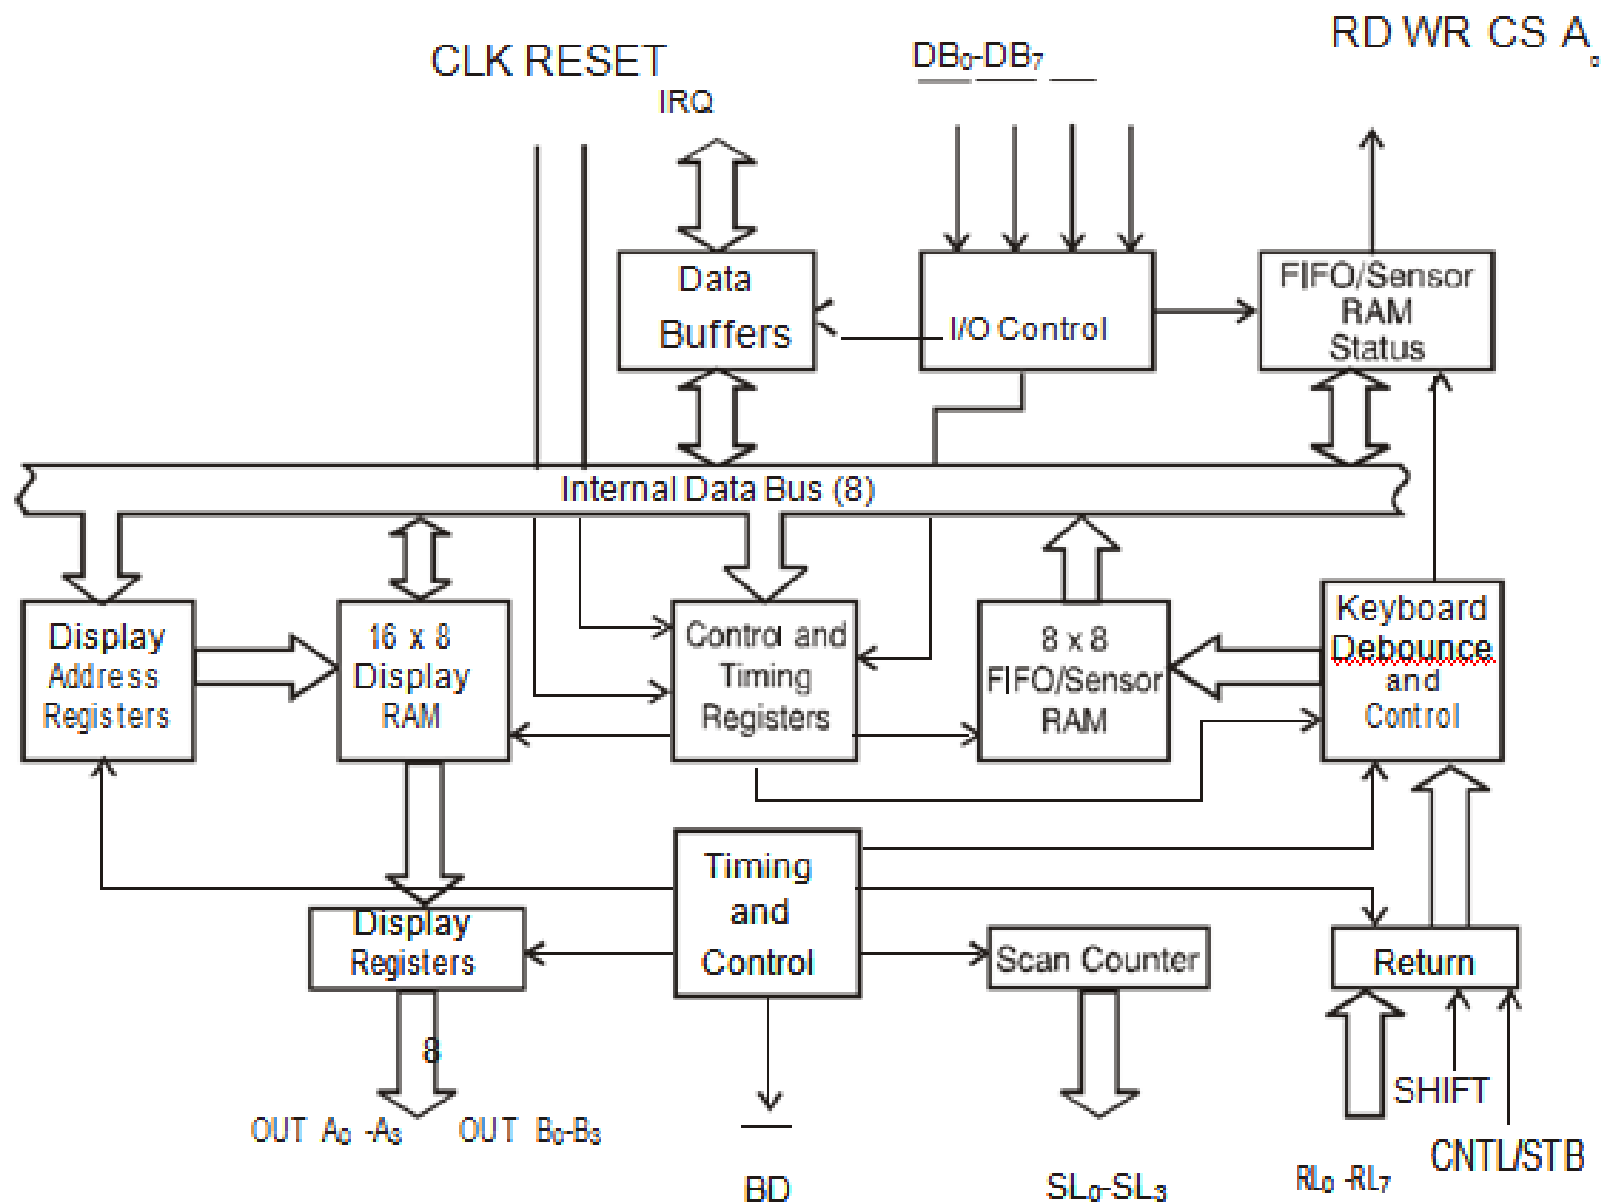 CLK RESET
IRQ
DB₀-DB₇
RD WR CS A₀
Data
Buffers
I/O Control
FIFO/Sensor
RAM
Status
Internal Data Bus (8)
Display
Address
Registers
16 x 8
Display
RAM
Control and
Timing
Registers
8 x 8
FIFO/Sensor
RAM
Keyboard
Debounce
and
Control
Timing
and
Control
Display
Registers
Scan Counter
Return
8
SHIFT
OUT A₀ -A₃
OUT B₀-B₃
CNTL/STB
BD
SL₀-SL₃
RL₀ -RL₇